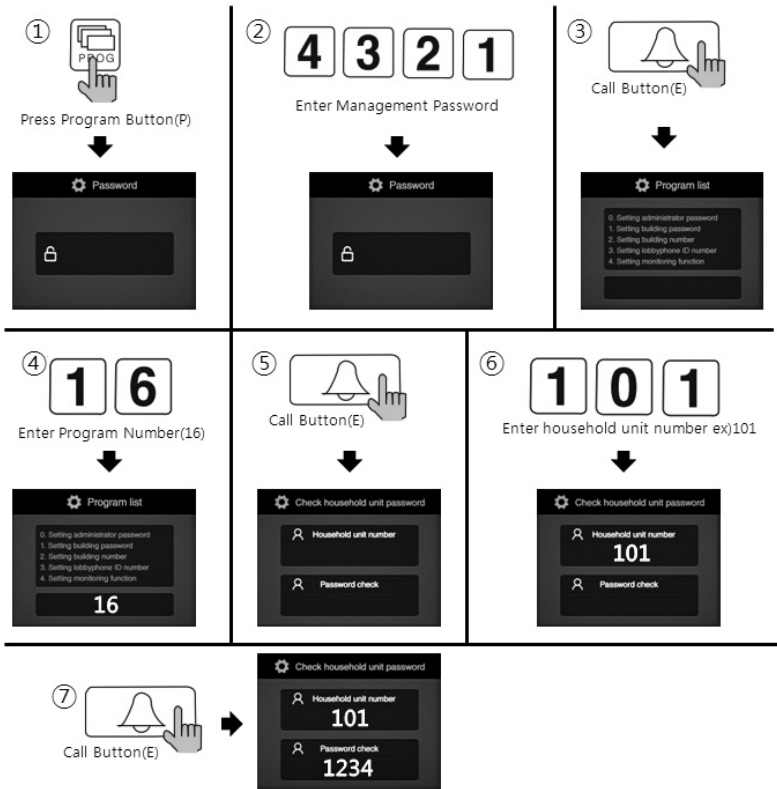 ①
PROG
Press Program Button(P)
Password
②
4 3 2 1
Enter Management Password
Password
③
Call Button(E)
Program list
0. Setting administrator password
1. Setting building password
2. Setting building number
3. Setting lobbyphone ID number
4. Setting monitoring function
④
1 6
Enter Program Number(16)
Program list
0. Setting administrator password
1. Setting building password
2. Setting building number
3. Setting lobbyphone ID number
4. Setting monitoring function
16
⑤
Call Button(E)
Check household unit password
Household unit number
Password check
⑥
1 0 1
Enter household unit number ex)101
Check household unit password
Household unit number
101
Password check
⑦
Call Button(E)
Check household unit password
Household unit number
101
Password check
1234